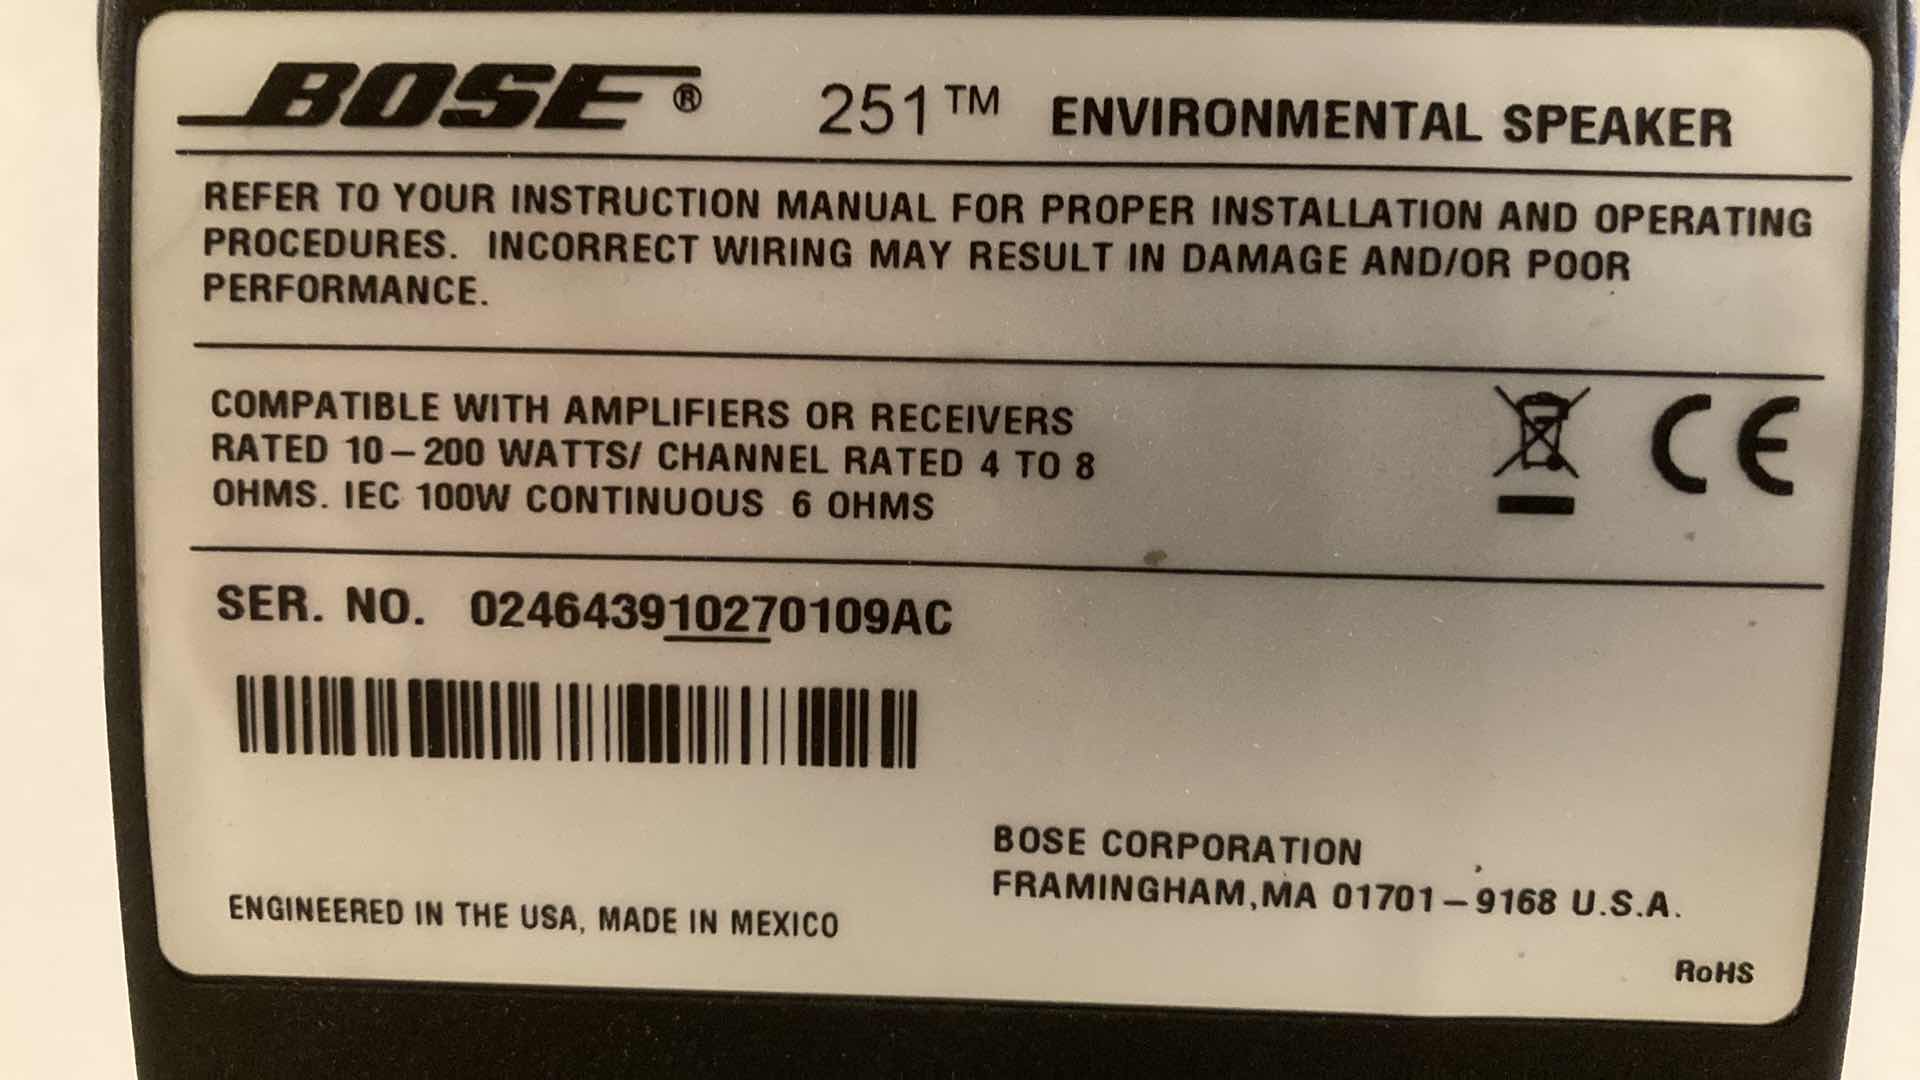 BOSE® 251™ ENVIRONMENTAL SPEAKER
REFER TO YOUR INSTRUCTION MANUAL FOR PROPER INSTALLATION AND OPERATING
PROCEDURES. INCORRECT WIRING MAY RESULT IN DAMAGE AND/OR POOR
PERFORMANCE.
COMPATIBLE WITH AMPLIFIERS OR RECEIVERS
RATED 10–200 WATTS/ CHANNEL RATED 4 TO 8
OHMS. IEC 100W CONTINUOUS 6 OHMS
CE
SER. NO. 024643910270109AC
BOSE CORPORATION
FRAMINGHAM,MA 01701–9168 U.S.A.
ENGINEERED IN THE USA, MADE IN MEXICO
RoHS